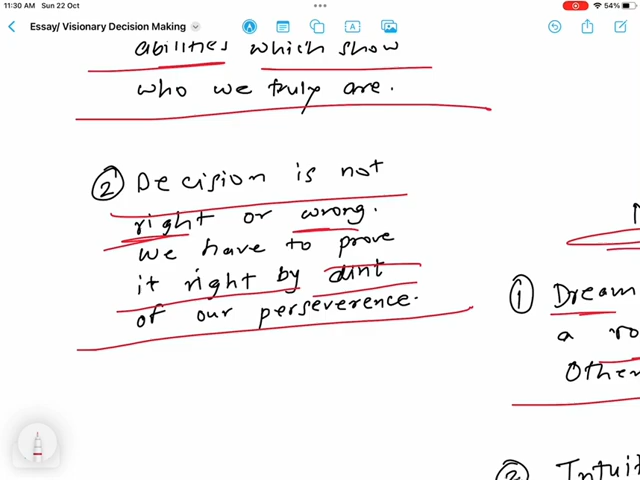 11:30 AM Sun 22 Oct
54%
Essay/ Visionary Decision Making
abilities which show
who we truly are.
② Decision is not
right or wrong.
We have to prove
it right by dint
of our perseverence.
① Dream
a
Other
②